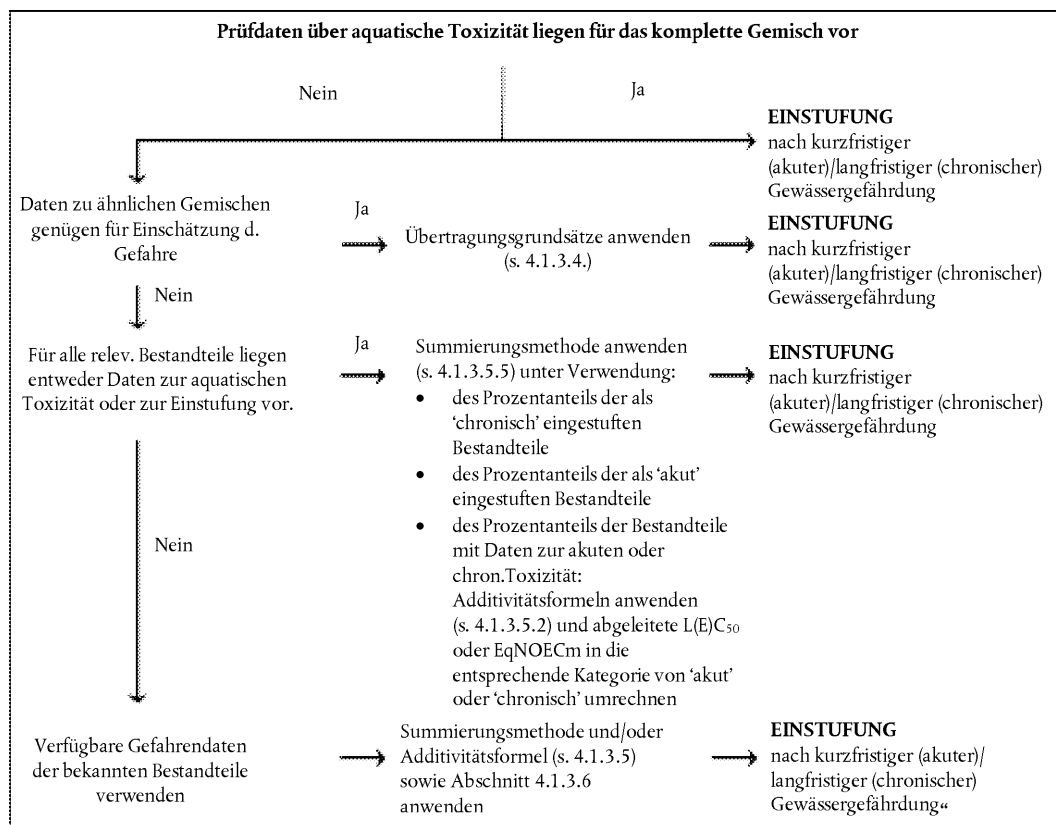 Prüfdaten über aquatische Toxizität liegen für das komplette Gemisch vor
Nein
Ja
EINSTUFUNG
nach kurzfristiger
(akuter)/langfristiger (chronischer)
Gewässergefährdung
Daten zu ähnlichen Gemischen
genügen für Einschätzung d.
Gefahre
Ja
Übertragungsgrundsätze anwenden
(s. 4.1.3.4.)
EINSTUFUNG
nach kurzfristiger
(akuter)/langfristiger (chronischer)
Gewässergefährdung
Nein
Für alle relev. Bestandteile liegen
entweder Daten zur aquatischen
Toxizität oder zur Einstufung vor.
Ja
Summierungsmethode anwenden
(s. 4.1.3.5.5) unter Verwendung:
• des Prozentanteils der als
‘chronisch’ eingestuften
Bestandteile
• des Prozentanteils der als ‘akut’
eingestuften Bestandteile
• des Prozentanteils der Bestandteile
mit Daten zur akuten oder
chron.Toxizität:
Additivitätsformeln anwenden
(s. 4.1.3.5.2) und abgeleitete L(E)C₅₀
oder EqNOECm in die
entsprechende Kategorie von ‘akut’
oder ‘chronisch’ umrechnen
EINSTUFUNG
nach kurzfristiger
(akuter)/langfristiger (chronischer)
Gewässergefährdung
Nein
Verfügbare Gefahrendaten
der bekannten Bestandteile
verwenden
Summierungsmethode und/oder
Additivitätsformel (s. 4.1.3.5)
sowie Abschnitt 4.1.3.6
anwenden
EINSTUFUNG
nach kurzfristiger (akuter)/
langfristiger (chronischer)
Gewässergefährdung“